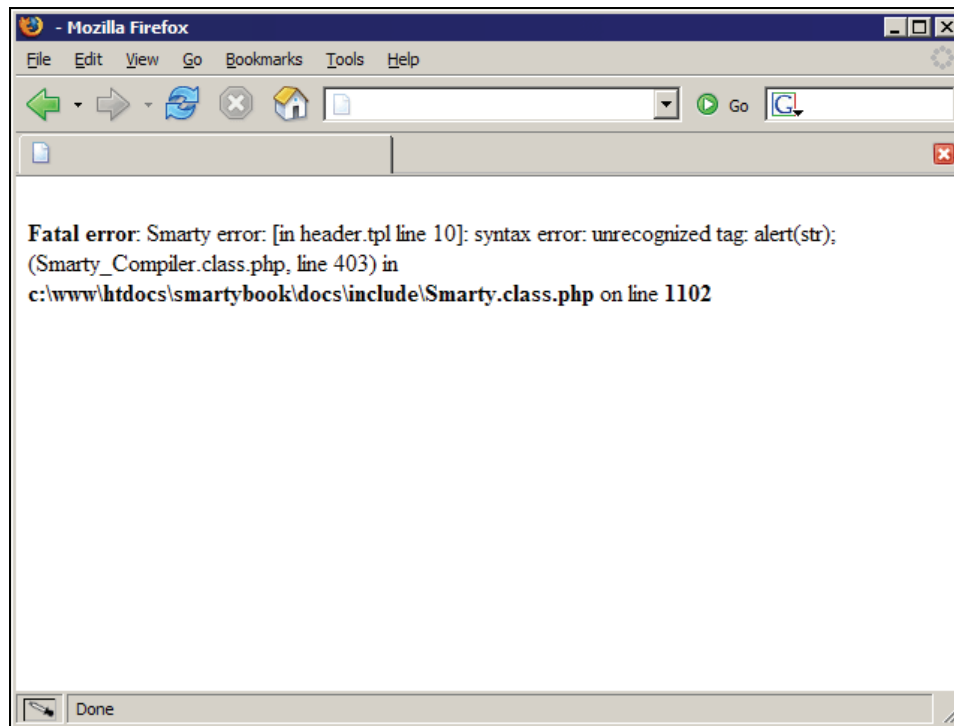 - Mozilla Firefox
File Edit View Go Bookmarks Tools Help
Go G
Fatal error: Smarty error: [in header.tpl line 10]: syntax error: unrecognized tag: alert(str);
(Smarty_Compiler.class.php, line 403) in
c:\www\htdocs\smartybook\docs\include\Smarty.class.php on line 1102
Done